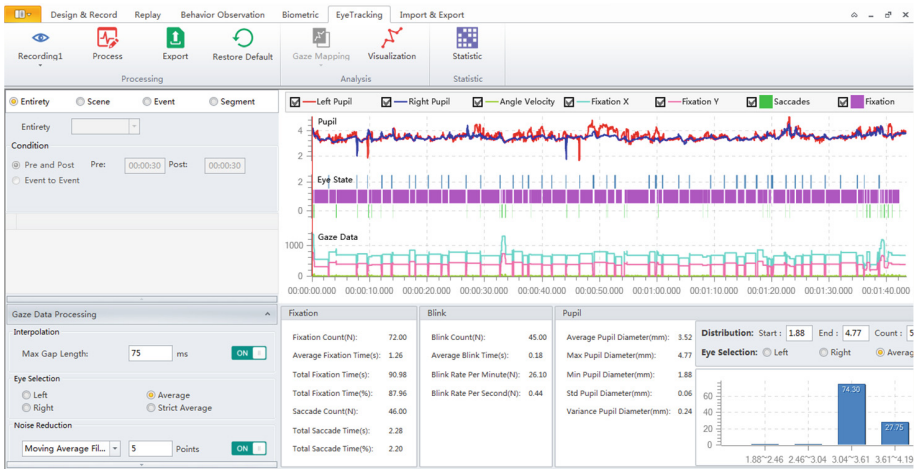 Design & Record Replay Behavior Observation Biometric EyeTracking Import & Export
Recording1 Process Export Restore Default Gaze Mapping Visualization Statistic
Processing Analysis Statistic
Entirety Scene Event Segment
Entirety
Condition
Pre and Post Pre: 00:00:30 Post: 00:00:30
Event to Event
Left Pupil Right Pupil Angle Velocity Fixation X Fixation Y Saccades Fixation
Pupil
4
2
Eye State
2
0
Gaze Data
1000
0
00:00:00.000 00:00:10.000 00:00:20.000 00:00:30.000 00:00:40.000 00:00:50.000 00:01:00.000 00:01:10.000 00:01:20.000 00:01:30.000 00:01:40.000
Gaze Data Processing
Interpolation
Max Gap Length: 75 ms ON
Eye Selection
Left Average
Right Strict Average
Noise Reduction
Moving Average Fil... 5 Points ON
Fixation
Fixation Count(N): 72.00
Average Fixation Time(s): 1.26
Total Fixation Time(s): 90.98
Total Fixation Time(%): 87.96
Saccade Count(N): 46.00
Total Saccade Time(s): 2.28
Total Saccade Time(%): 2.20
Blink
Blink Count(N): 45.00
Average Blink Time(s): 0.18
Blink Rate Per Minute(N): 26.10
Blink Rate Per Second(N): 0.44
Pupil
Average Pupil Diameter(mm): 3.52
Max Pupil Diameter(mm): 4.77
Min Pupil Diameter(mm): 1.88
Std Pupil Diameter(mm): 0.06
Variance Pupil Diameter(mm): 0.24
Distribution: Start : 1.88 End : 4.77 Count : 5
Eye Selection: Left Right Averag
60
40
20
0
74.30
27.75
1.88~2.46 2.46~3.04 3.04~3.61 3.61~4.19